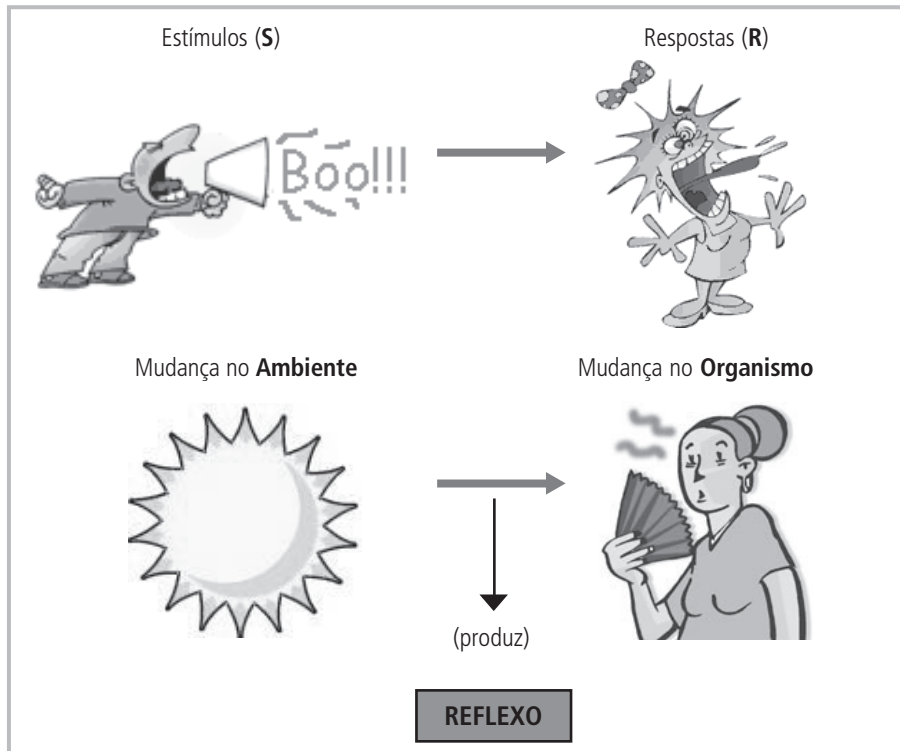 Estímulos (S)
Respostas (R)
Boo!!!
Mudança no Ambiente
Mudança no Organismo
(produz)
REFLEXO